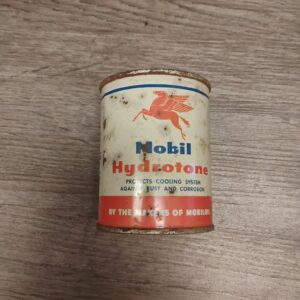 Mobil
Hydrotone
PROTECTS COOLING SYSTEM
AGAINST RUST AND CORROSION
BY THE MAKERS OF MOBILOIL